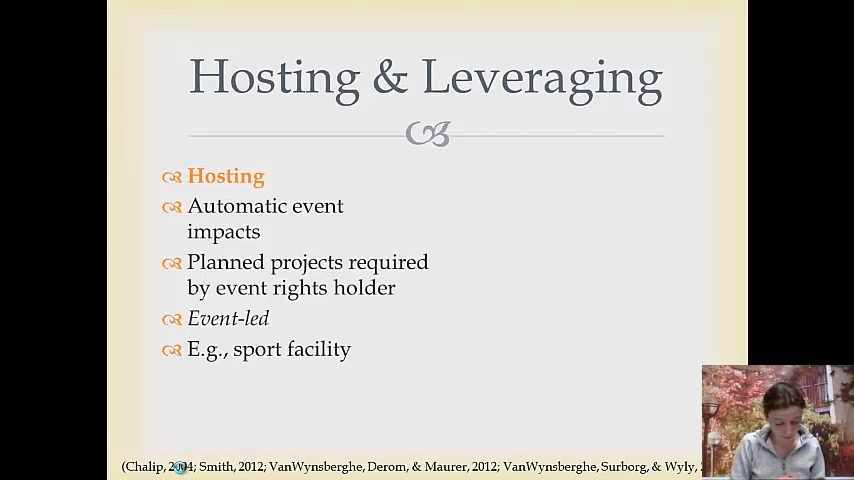 Hosting & Leveraging
Hosting
Automatic event
impacts
Planned projects required
by event rights holder
Event-led
E.g., sport facility
(Chalip, 2004; Smith, 2012; VanWynsberghe, Derom, & Maurer, 2012; VanWynsberghe, Surborg, & Wyly,